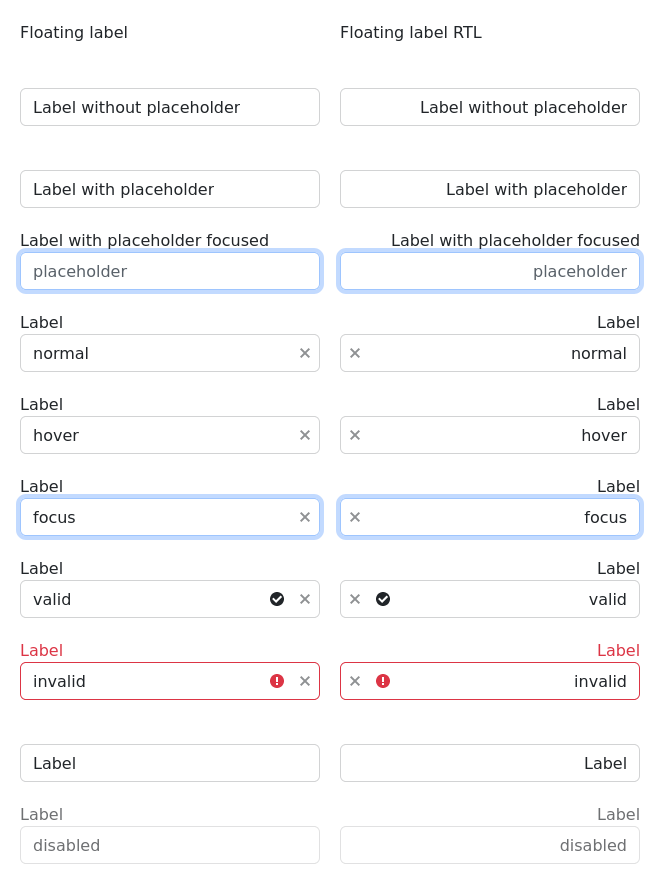 Floating label
Floating label RTL
Label without placeholder
Label without placeholder
Label with placeholder
Label with placeholder
Label with placeholder focused
Label with placeholder focused
placeholder
placeholder
Label
Label
normal
normal
Label
Label
hover
hover
Label
Label
focus
focus
Label
Label
valid
valid
Label
Label
invalid
invalid
Label
Label
Label
Label
disabled
disabled